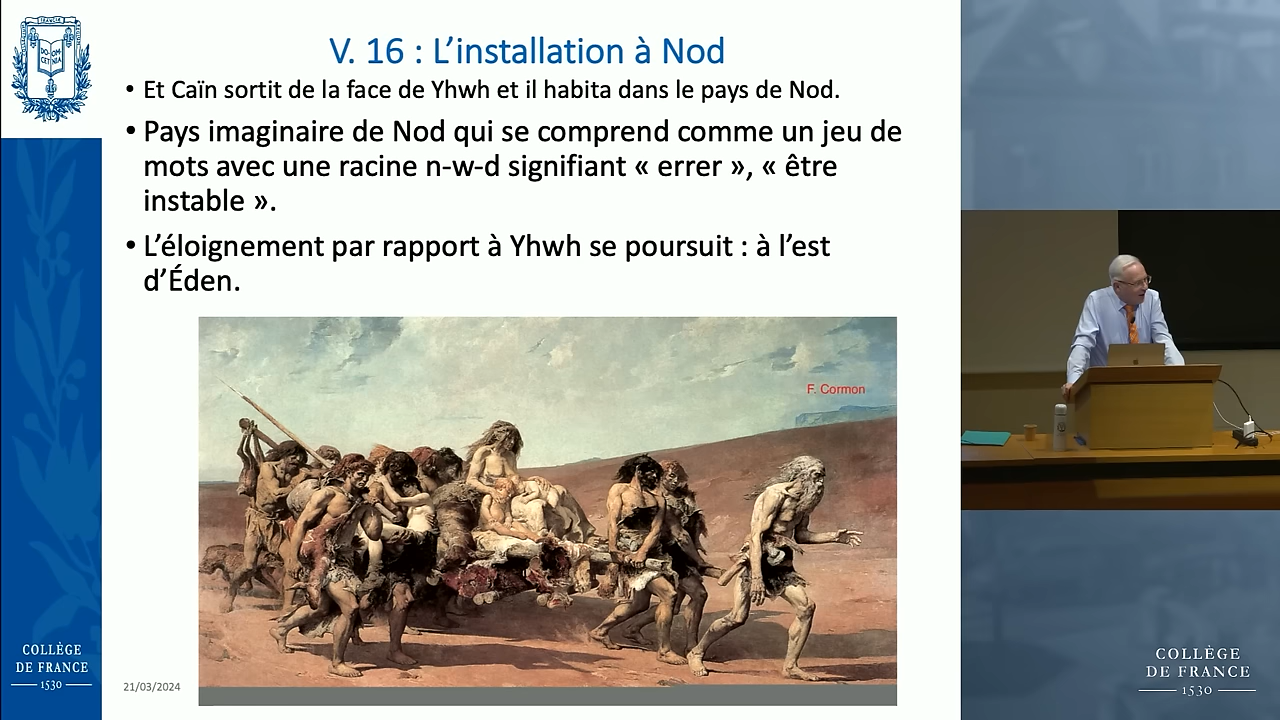 V. 16 : L’installation à Nod
• Et Caïn sortit de la face de Yhwh et il habita dans le pays de Nod.
• Pays imaginaire de Nod qui se comprend comme un jeu de
mots avec une racine n-w-d signifiant « errer », « être
instable ».
• L’éloignement par rapport à Yhwh se poursuit : à l’est
d’Éden.
F. Cormon
21/03/2024
COLLÈGE
DE FRANCE
1530
COLLÈGE
DE FRANCE
1530